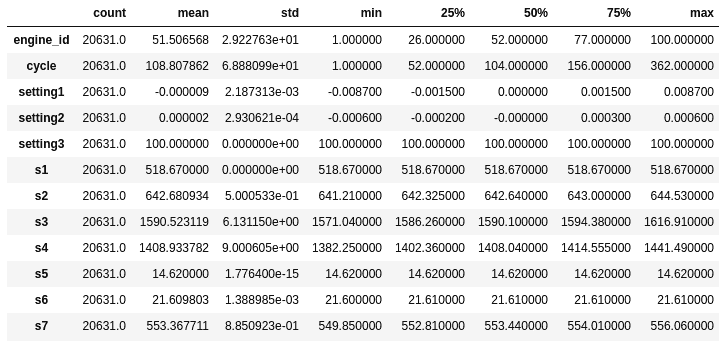 count mean std min 25% 50% 75% max
engine_id 20631.0 51.506568 2.922763e+01 1.000000 26.000000 52.000000 77.000000 100.000000
cycle 20631.0 108.807862 6.888099e+01 1.000000 52.000000 104.000000 156.000000 362.000000
setting1 20631.0 -0.000009 2.187313e-03 -0.008700 -0.001500 0.000000 0.001500 0.008700
setting2 20631.0 0.000002 2.930621e-04 -0.000600 -0.000200 -0.000000 0.000300 0.000600
setting3 20631.0 100.000000 0.000000e+00 100.000000 100.000000 100.000000 100.000000 100.000000
s1 20631.0 518.670000 0.000000e+00 518.670000 518.670000 518.670000 518.670000 518.670000
s2 20631.0 642.680934 5.000533e-01 641.210000 642.325000 642.640000 643.000000 644.530000
s3 20631.0 1590.523119 6.131150e+00 1571.040000 1586.260000 1590.100000 1594.380000 1616.910000
s4 20631.0 1408.933782 9.000605e+00 1382.250000 1402.360000 1408.040000 1414.555000 1441.490000
s5 20631.0 14.620000 1.776400e-15 14.620000 14.620000 14.620000 14.620000 14.620000
s6 20631.0 21.609803 1.388985e-03 21.600000 21.610000 21.610000 21.610000 21.610000
s7 20631.0 553.367711 8.850923e-01 549.850000 552.810000 553.440000 554.010000 556.060000